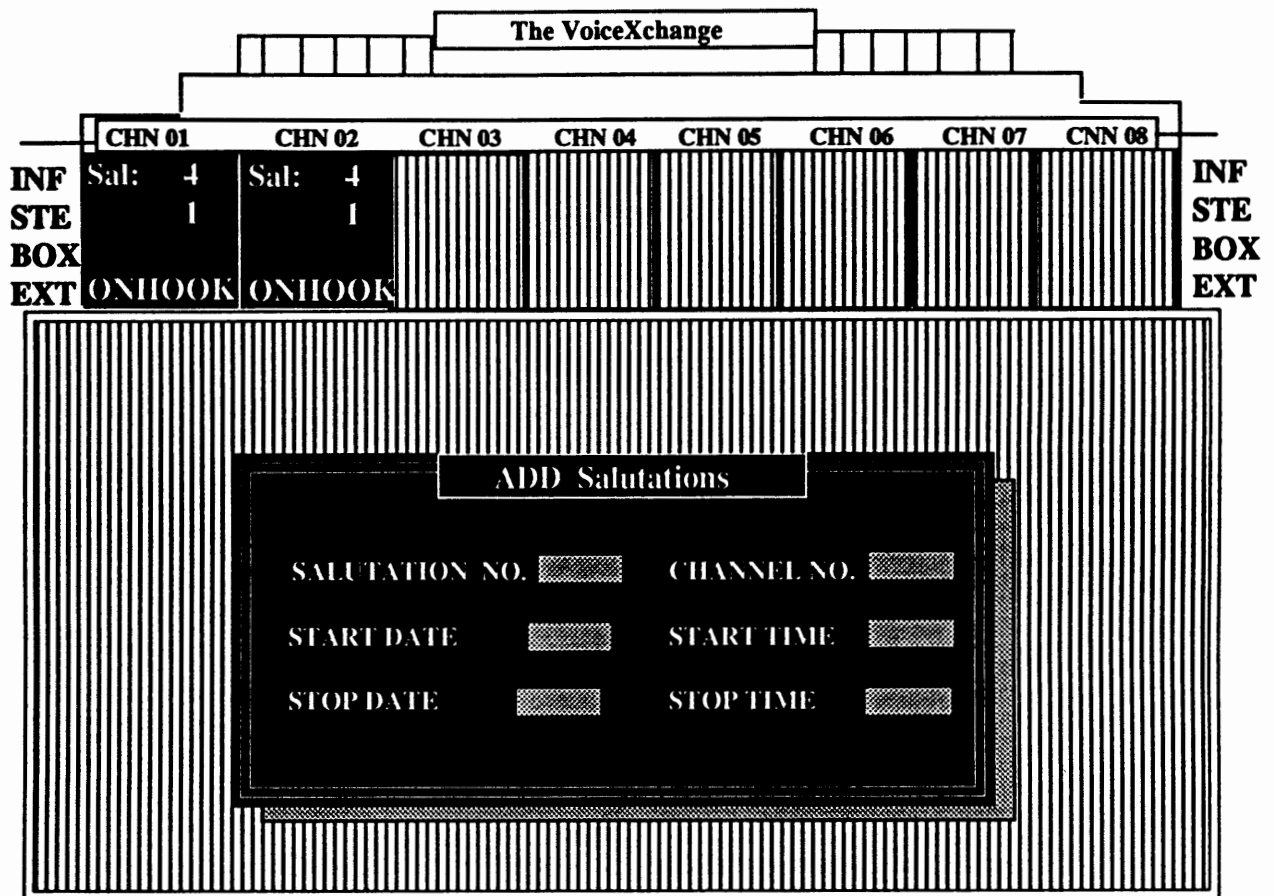 The VoiceXchange
CHN 01 CHN 02 CHN 03 CHN 04 CHN 05 CHN 06 CHN 07 CNN 08
INF Sal: 4 Sal: 4 INF
STE 1 1 STE
BOX BOX
EXT ONHOOK ONHOOK EXT
ADD Salutations
SALUTATION NO. CHANNEL NO.
START DATE START TIME
STOP DATE STOP TIME